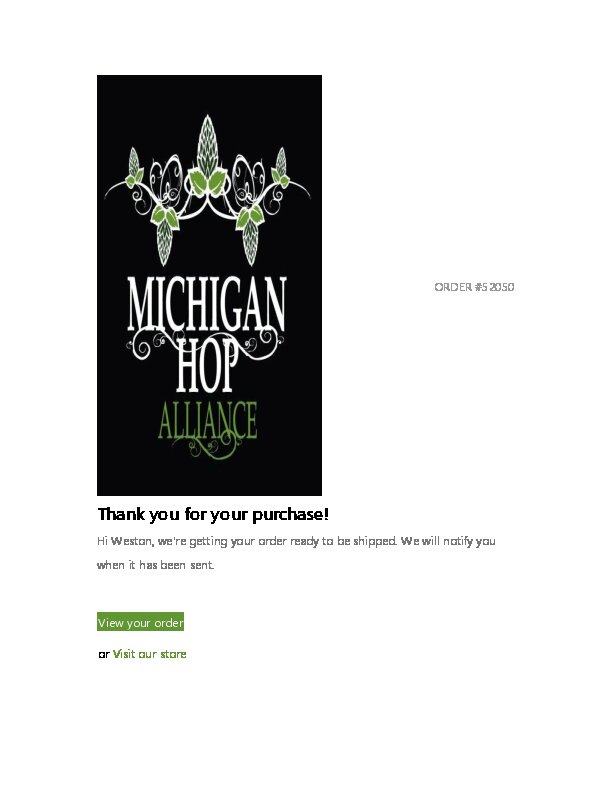 MICHIGAN
HOP
ALLIANCE
ORDER #52050
Thank you for your purchase!
Hi Weston, we're getting your order ready to be shipped. We will notify you
when it has been sent.
View your order
or Visit our store